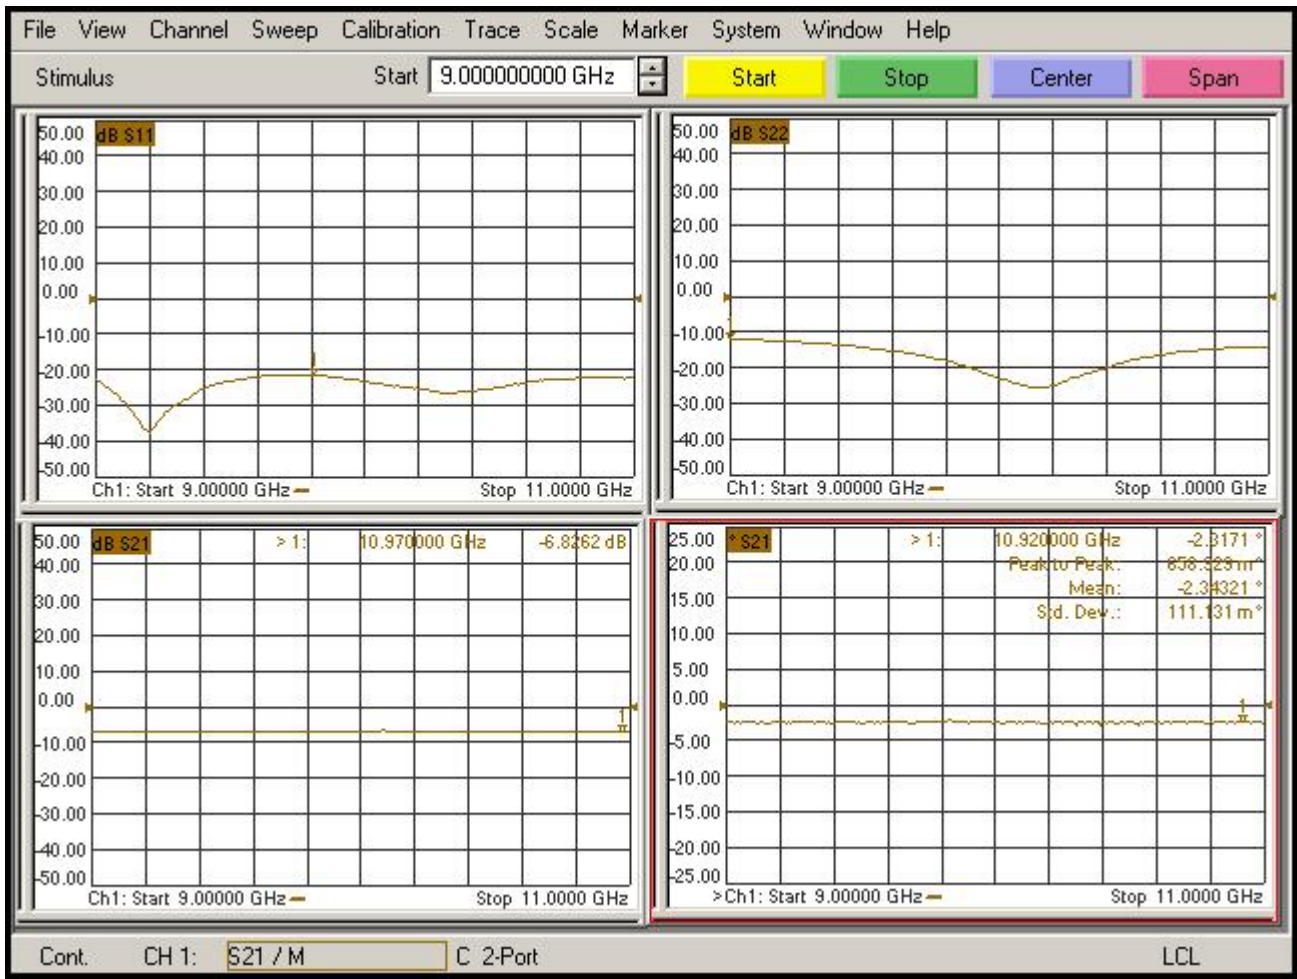 File View Channel Sweep Calibration Trace Scale Marker System Window Help
Stimulus Start 9.000000000 GHz Start Stop Center Span
50.00 dB S11
40.00
30.00
20.00
10.00
0.00
-10.00
-20.00
-30.00
-40.00
-50.00
Ch1: Start 9.00000 GHz Stop 11.0000 GHz
50.00 dB S22
40.00
30.00
20.00
10.00
0.00
1
-10.00
-20.00
-30.00
-40.00
-50.00
Ch1: Start 9.00000 GHz Stop 11.0000 GHz
50.00 dB S21 > 1: 10.970000 GHz -6.8262 dB
40.00
30.00
20.00
10.00
0.00
1
-10.00
-20.00
-30.00
-40.00
-50.00
Ch1: Start 9.00000 GHz Stop 11.0000 GHz
25.00 ° S21 > 1: 10.920000 GHz -2.3171 °
20.00 Peak to Peak: 858.529 m°
Mean: -2.34321 °
15.00 Std. Dev.: 111.131 m°
10.00
5.00
0.00
1
-5.00
-10.00
-15.00
-20.00
-25.00
>Ch1: Start 9.00000 GHz Stop 11.0000 GHz
Cont. CH 1: S21 / M C 2-Port LCL